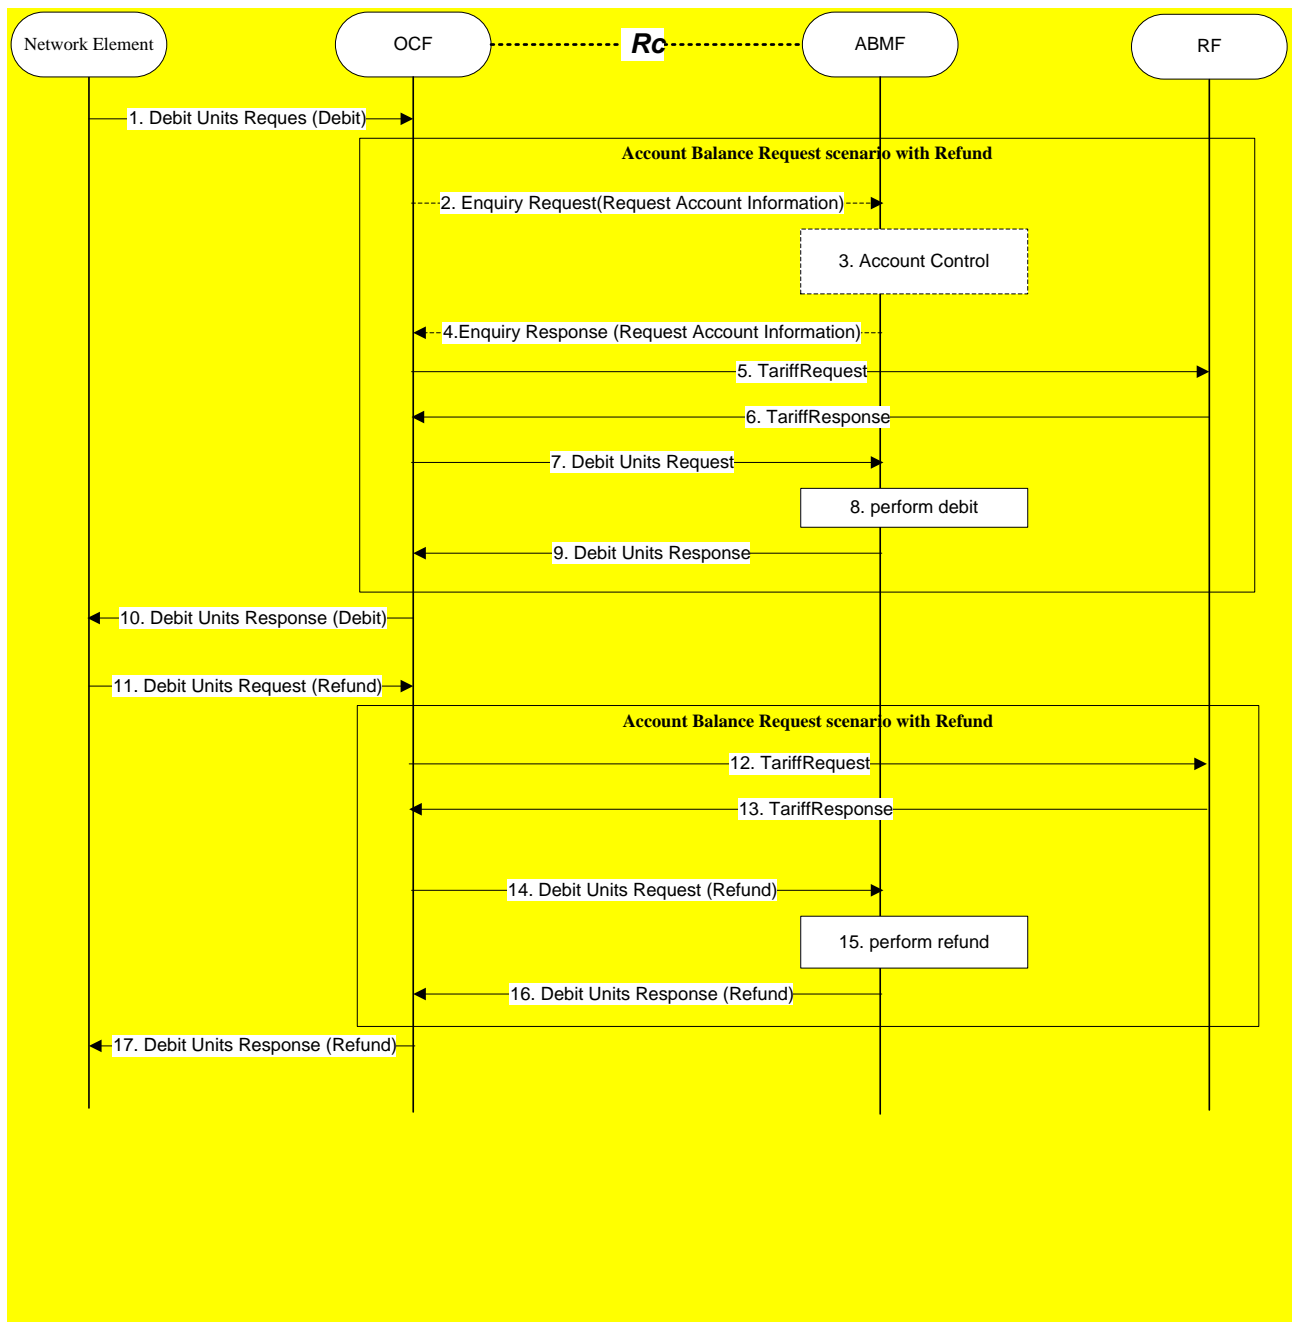 Network Element
OCF
Rc
ABMF
RF
1. Debit Units Reques (Debit)
Account Balance Request scenario with Refund
2. Enquiry Request(Request Account Information)
3. Account Control
4.Enquiry Response (Request Account Information)
5. TariffRequest
6. TariffResponse
7. Debit Units Request
8. perform debit
9. Debit Units Response
10. Debit Units Response (Debit)
11. Debit Units Request (Refund)
Account Balance Request scenario with Refund
12. TariffRequest
13. TariffResponse
14. Debit Units Request (Refund)
15. perform refund
16. Debit Units Response (Refund)
17. Debit Units Response (Refund)